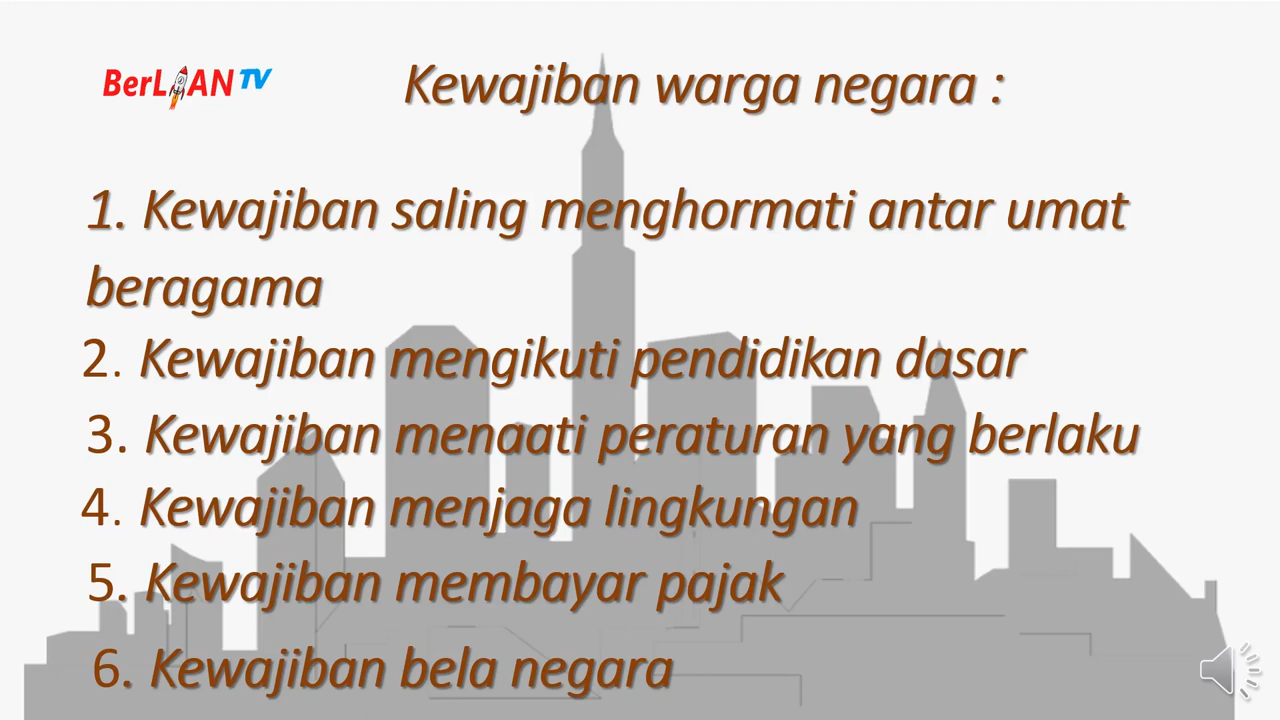 BerLIAN TV
Kewajiban warga negara :
1. Kewajiban saling menghormati antar umat
beragama
2. Kewajiban mengikuti pendidikan dasar
3. Kewajiban menaati peraturan yang berlaku
4. Kewajiban menjaga lingkungan
5. Kewajiban membayar pajak
6. Kewajiban bela negara